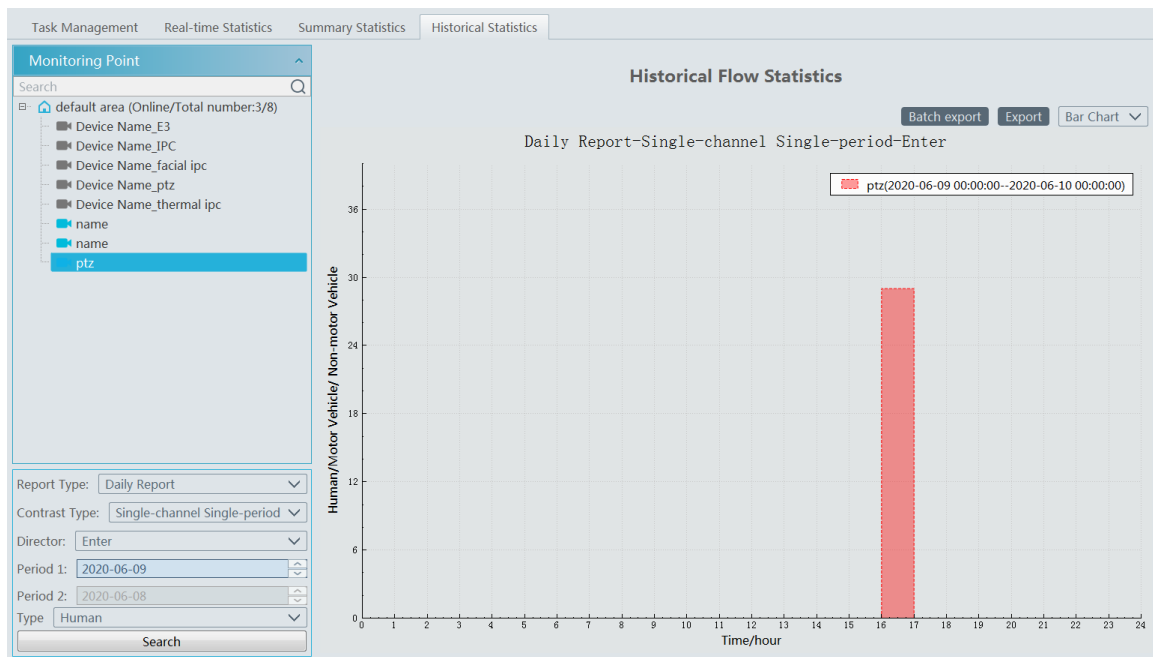 Task Management Real-time Statistics Summary Statistics Historical Statistics
Monitoring Point
Search
default area (Online/Total number:3/8)
Device Name_E3
Device Name_IPC
Device Name_facial ipc
Device Name_ptz
Device Name_thermal ipc
name
name
ptz
Report Type: Daily Report
Contrast Type: Single-channel Single-period
Director: Enter
Period 1: 2020-06-09
Period 2: 2020-06-08
Type Human
Search
Historical Flow Statistics
Batch export Export Bar Chart
Daily Report-Single-channel Single-period-Enter
ptz(2020-06-09 00:00:00--2020-06-10 00:00:00)
Human/Motor Vehicle/ Non-motor Vehicle
36
30
24
18
12
6
0
0 1 2 3 4 5 6 7 8 9 10 11 12 13 14 15 16 17 18 19 20 21 22 23 24
Time/hour